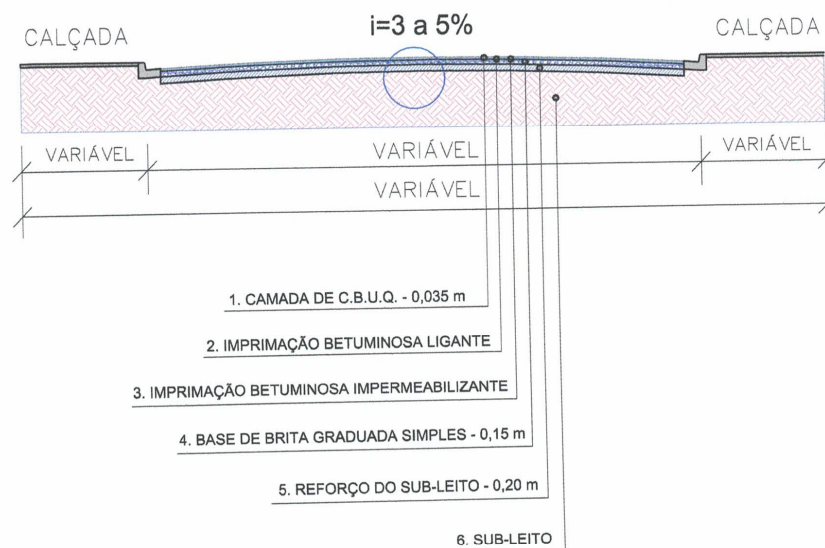 i=3 a 5%
CALÇADA
CALÇADA
VARIÁVEL
VARIÁVEL
VARIÁVEL
VARIÁVEL
1. CAMADA DE C.B.U.Q. - 0,035 m
2. IMPRIMAÇÃO BETUMINOSA LIGANTE
3. IMPRIMAÇÃO BETUMINOSA IMPERMEABILIZANTE
4. BASE DE BRITA GRADUADA SIMPLES - 0,15 m
5. REFORÇO DO SUB-LEITO - 0,20 m
6. SUB-LEITO